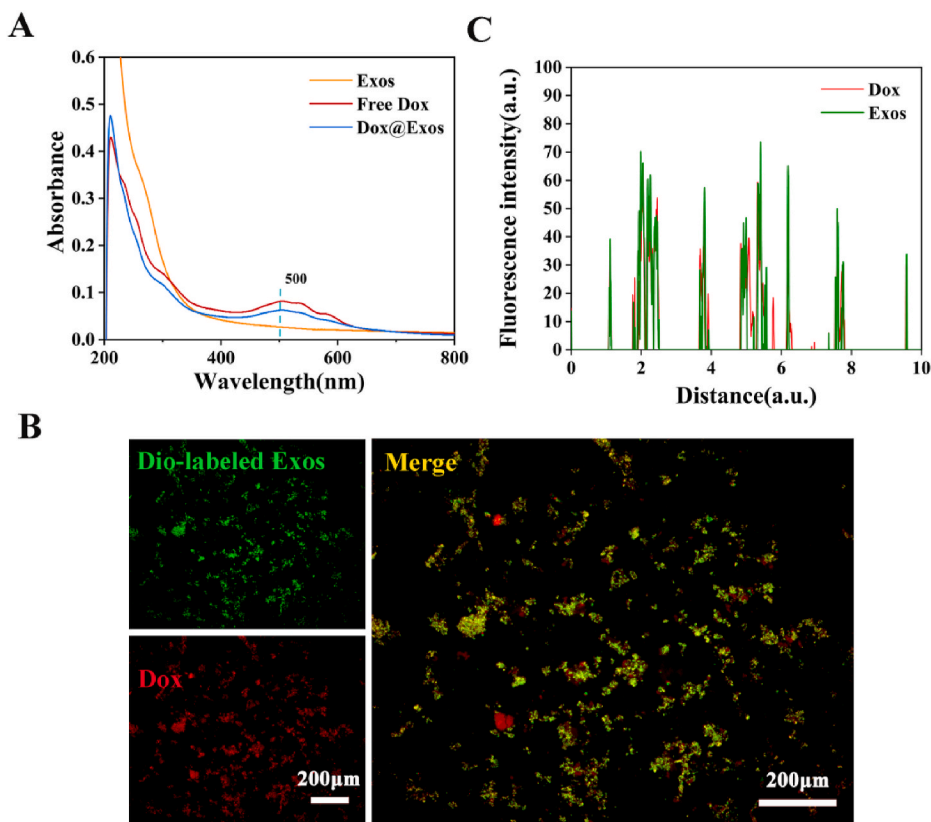 A
Absorbance
0.6
0.5
0.4
0.3
0.2
0.1
0.0
Exos
Free Dox
Dox@Exos
500
200
400
600
800
Wavelength(nm)
C
Fluorescence intensity(a.u.)
100
90
80
70
60
50
40
30
20
10
0
Dox
Exos
0
2
4
6
8
10
Distance(a.u.)
B
Dio-labeled Exos
Dox
200μm
Merge
200μm